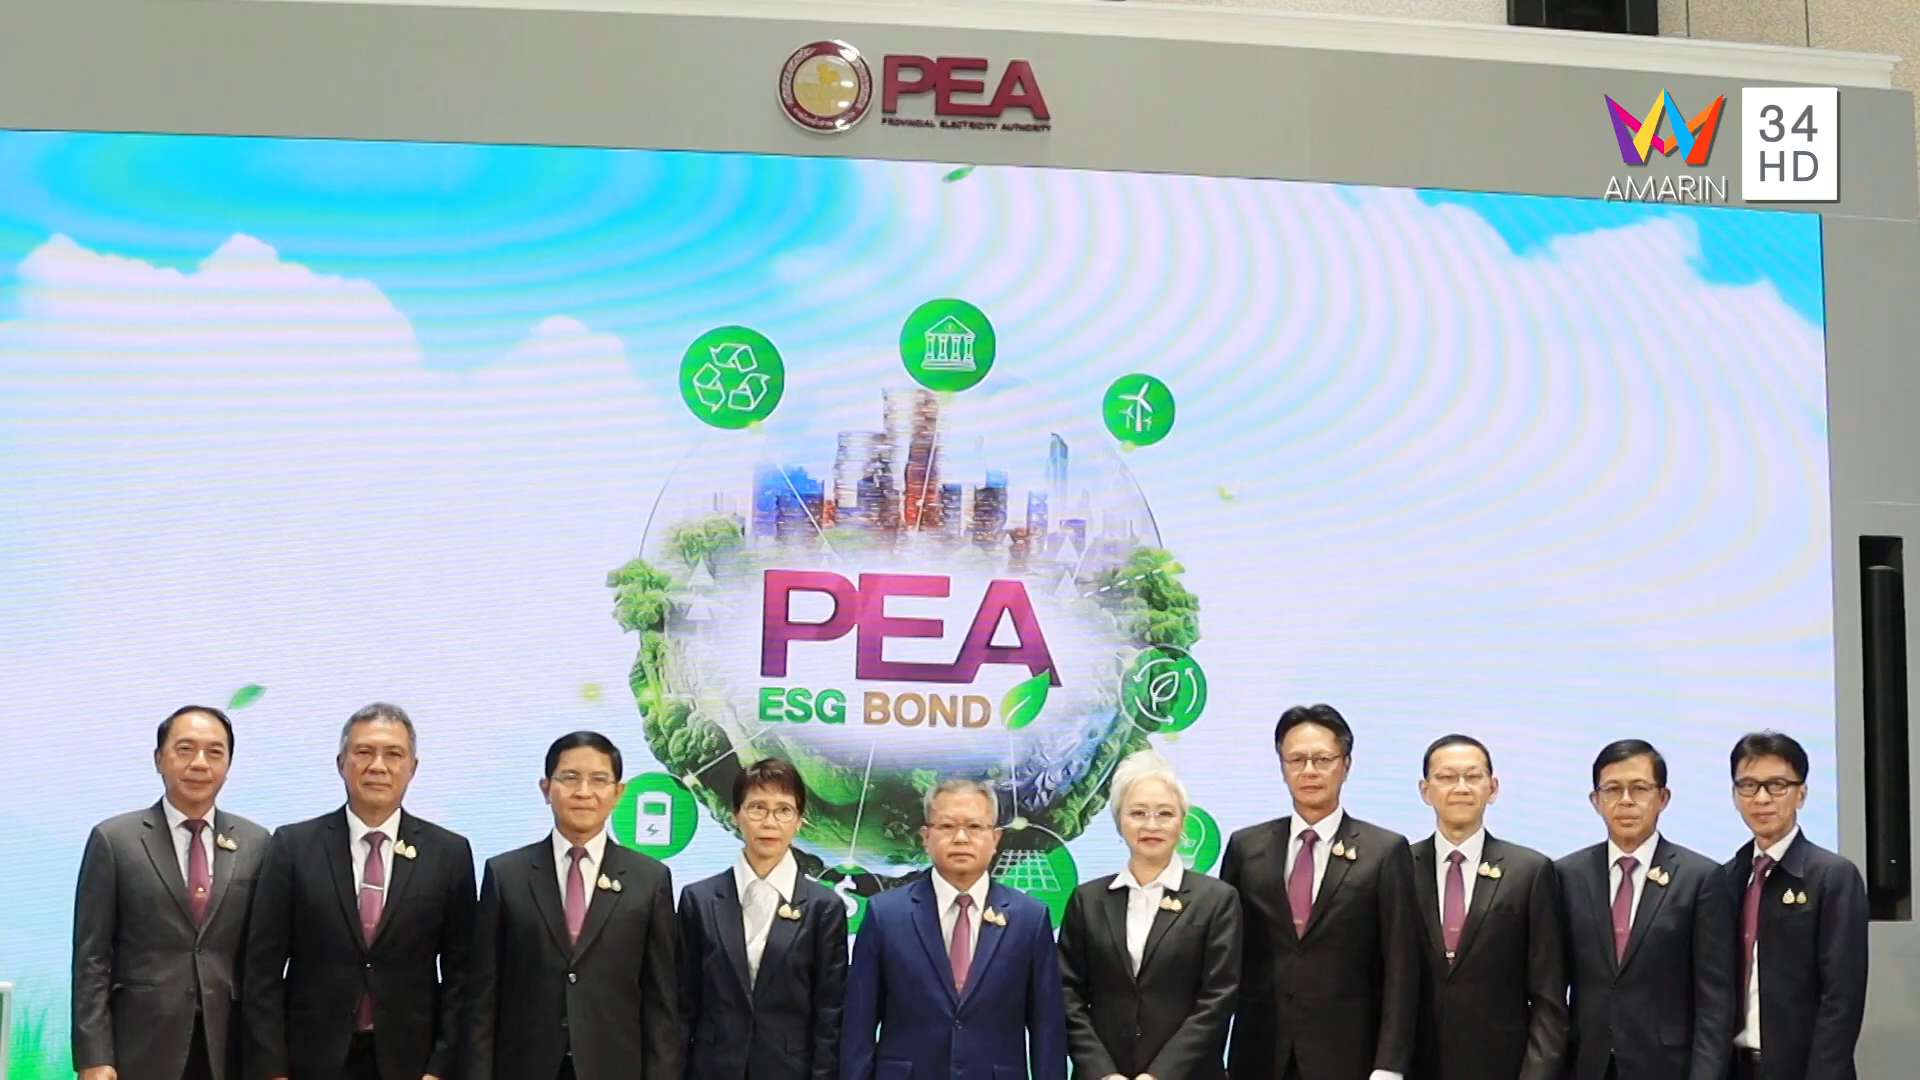 PEA
PROVINCIAL ELECTRICITY AUTHORITY
AMARIN
34
HD
PEA
ESG BOND
$